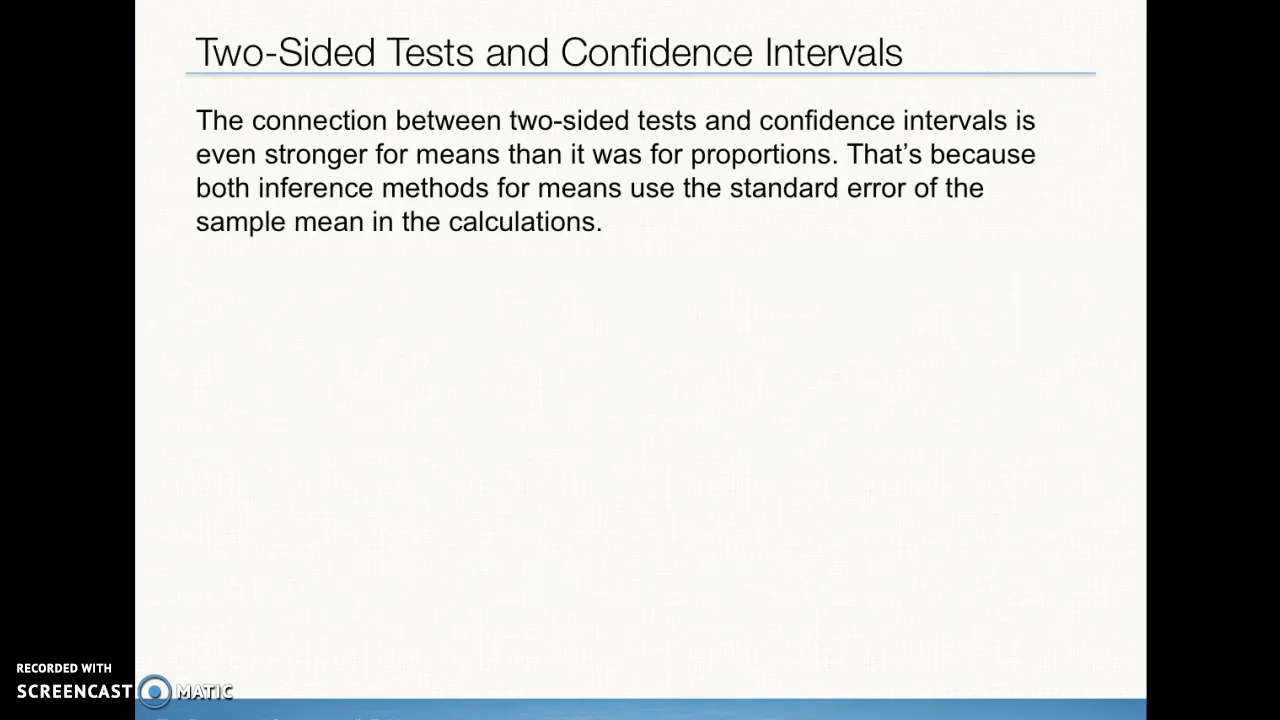 Two-Sided Tests and Confidence Intervals
The connection between two-sided tests and confidence intervals is
even stronger for means than it was for proportions. That’s because
both inference methods for means use the standard error of the
sample mean in the calculations.
RECORDED WITH
SCREENCAST MATIC